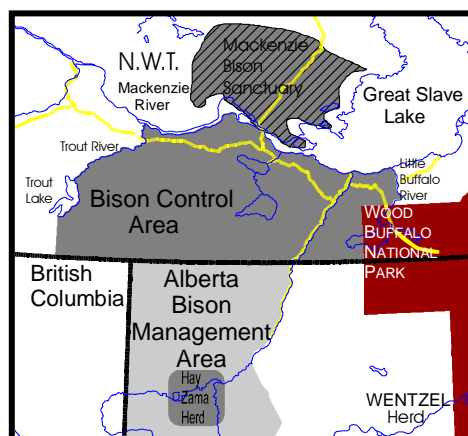 N.W.T.
Mackenzie
River
Mackenzie
Bison
Sanctuary
Great Slave
Lake
Trout River
Trout
Lake
Little
Buffalo
River
Bison Control
Area
WOOD
BUFFALO
NATIONAL
PARK
British
Columbia
Alberta
Bison
Management
Area
Hay
Zama
Herd
WENTZEL
Herd